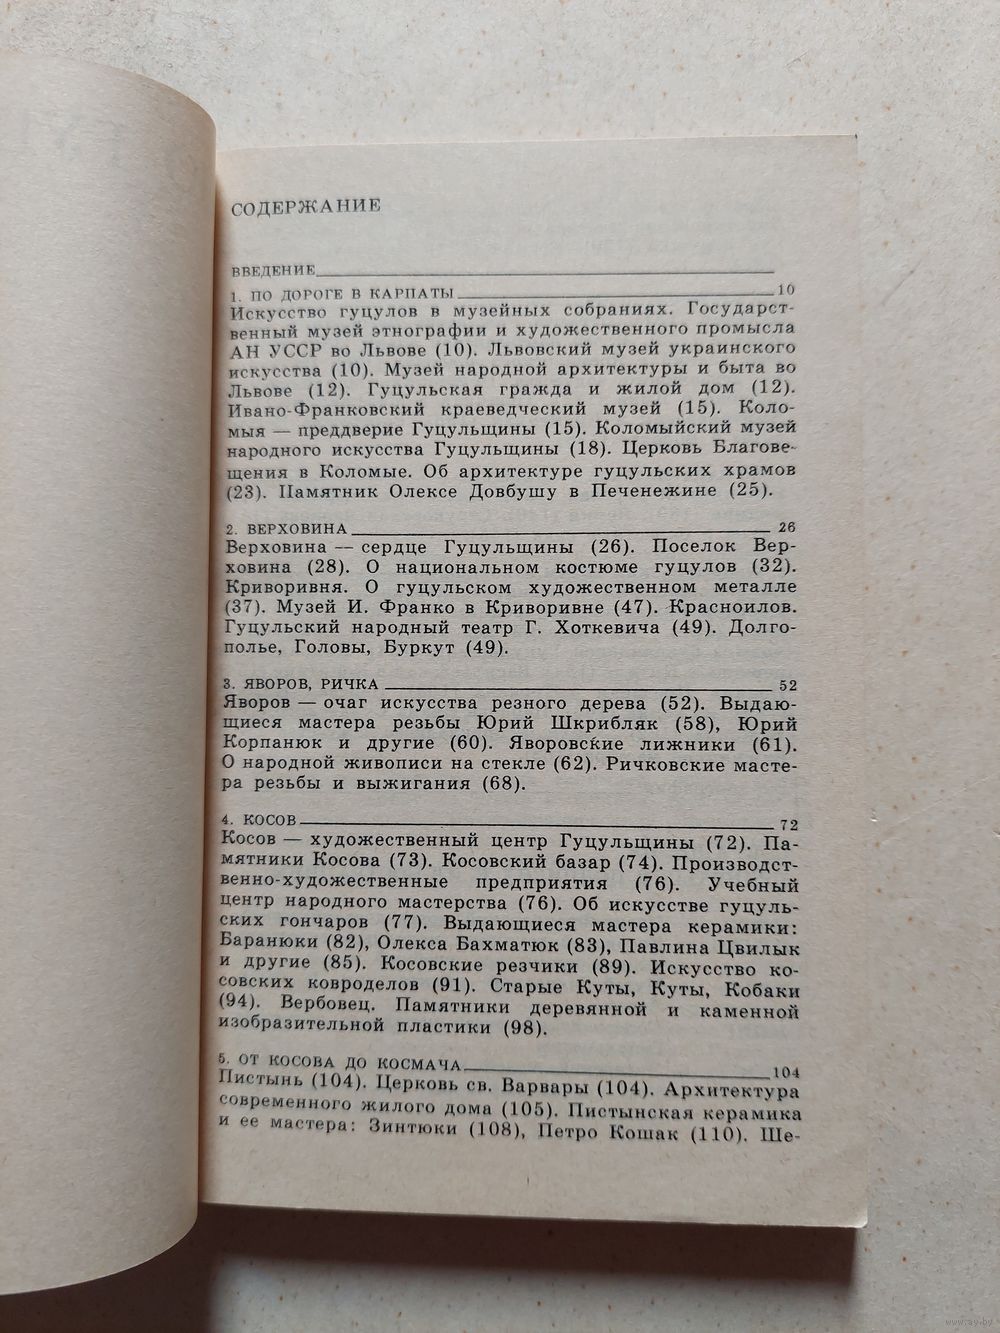 СОДЕРЖАНИЕ
ВВЕДЕНИЕ
1. ПО ДОРОГЕ В КАРПАТЫ 10
Искусство гуцулов в музейных собраниях. Государст-
венный музей этнографии и художественного промысла
АН УССР во Львове (10). Львовский музей украинского
искусства (10). Музей народной архитектуры и быта во
Львове (12). Гуцульская гражда и жилой дом (12).
Ивано-Франковский краеведческий музей (15). Коло-
мыя — преддверие Гуцульщины (15). Коломыйский музей
народного искусства Гуцульщины (18). Церковь Благове-
щения в Коломые. Об архитектуре гуцульских храмов
(23). Памятник Олексе Довбушу в Печенежине (25).
2. ВЕРХОВИНА 26
Верховина — сердце Гуцульщины (26). Поселок Вер-
ховина (28). О национальном костюме гуцулов (32).
Криворивня. О гуцульском художественном металле
(37). Музей И. Франко в Криворивне (47). Красноилов.
Гуцульский народный театр Г. Хоткевича (49). Долго-
полье, Головы, Буркут (49).
3. ЯВОРОВ, РИЧКА 52
Яворов — очаг искусства резного дерева (52). Выдаю-
щиеся мастера резьбы Юрий Шкрибляк (58), Юрий
Корпанюк и другие (60). Яворовские лижники (61).
О народной живописи на стекле (62). Ричковские масте-
ра резьбы и выжигания (68).
4. КОСОВ 72
Косов — художественный центр Гуцульщины (72). Па-
мятники Косова (73). Косовский базар (74). Производст-
венно-художественные предприятия (76). Учебный
центр народного мастерства (76). Об искусстве гуцуль-
ских гончаров (77). Выдающиеся мастера керамики:
Баранюки (82), Олекса Бахматюк (83), Павлина Цвилык
и другие (85). Косовские резчики (89). Искусство ко-
совских ковроделов (91). Старые Куты, Куты, Кобаки
(94). Вербовец. Памятники деревянной и каменной
изобразительной пластики (98).
5. ОТ КОСОВА ДО КОСМАЧА 104
Пистынь (104). Церковь св. Варвары (104). Архитектура
современного жилого дома (105). Пистынская керамика
и ее мастера: Зинтюки (108), Петро Кошак (110). Ше-
www.ay.by